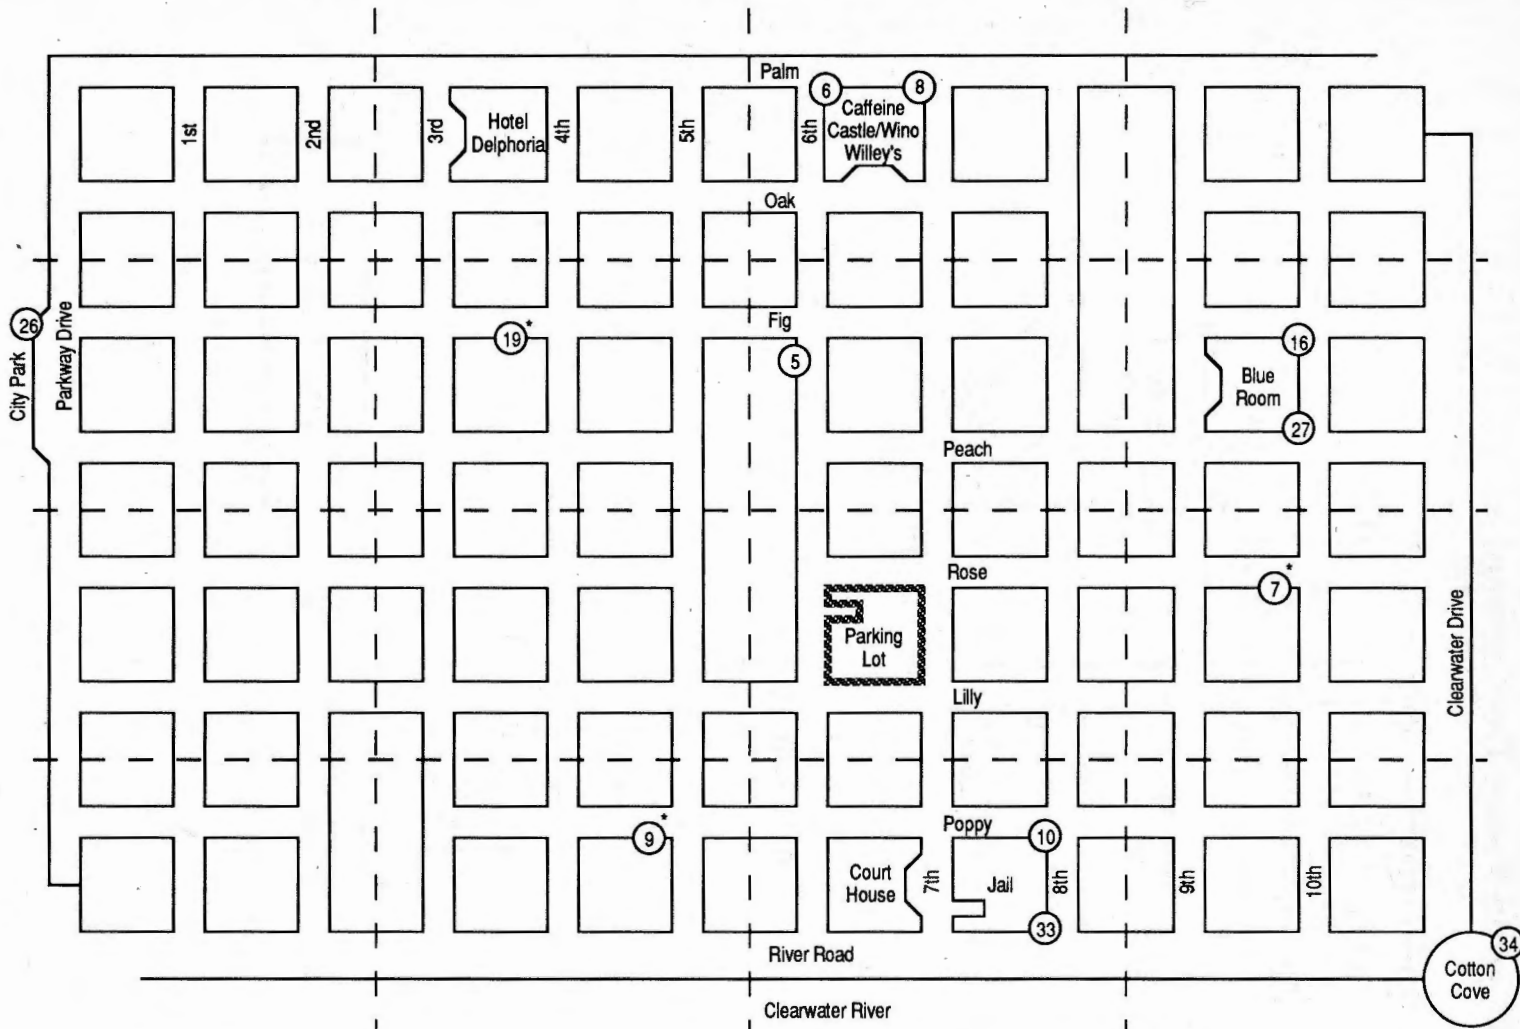 Palm
6
8
1st
2nd
3rd
Hotel
Delphoria
4th
5th
6th
Caffeine
Castle/Wino
Willey's
Oak
26
City Park
Parkway Drive
Fig
19*
5
16
Blue
Room
27
Peach
Rose
7*
Parking
Lot
Clearwater Drive
Lilly
9*
Poppy
10
Court
House
7th
Jail
8th
9th
10th
33
River Road
34
Cotton
Cove
Clearwater River